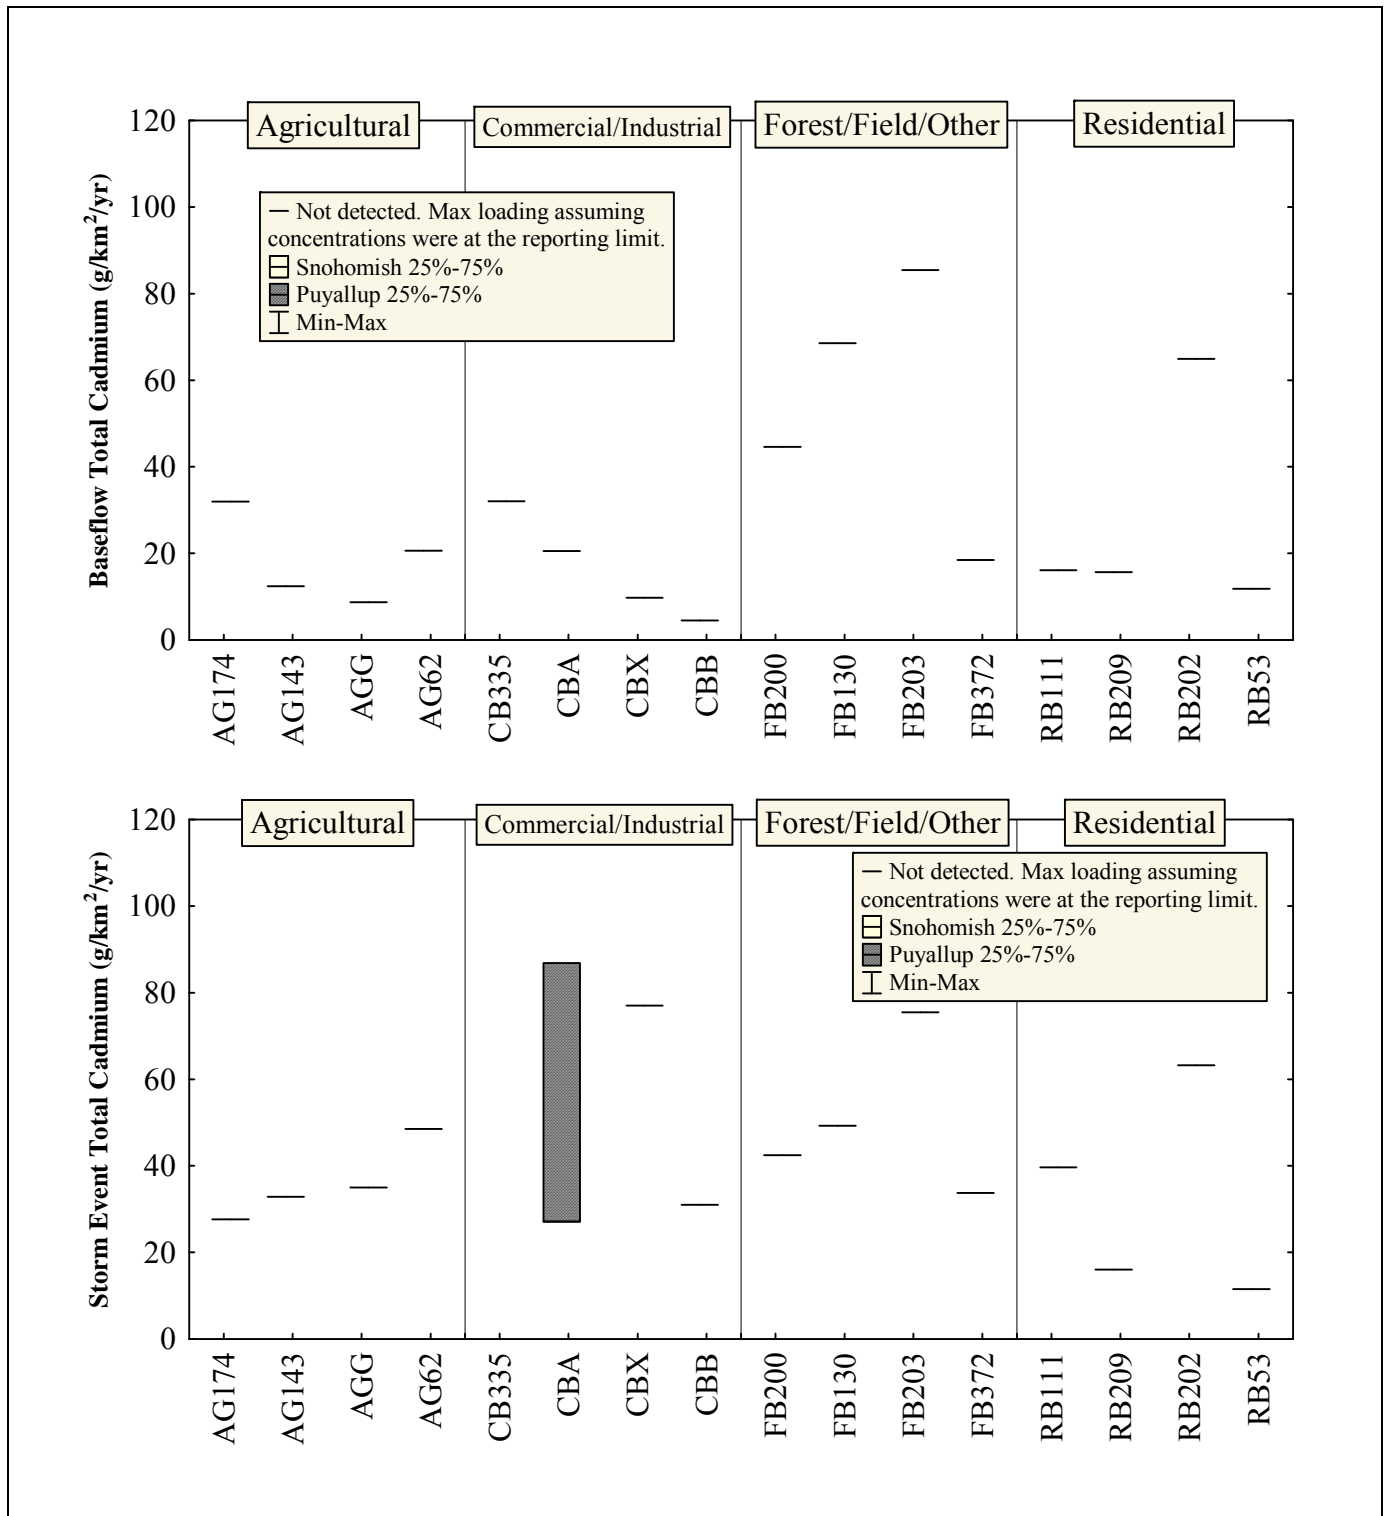 Agricultural
Commercial/Industrial
Forest/Field/Other
Residential
Baseflow Total Cadmium (g/km²/yr)
120
100
80
60
40
20
0
— Not detected. Max loading assuming
concentrations were at the reporting limit.
Snohomish 25%-75%
Puyallup 25%-75%
Min-Max
AG174
AG143
AGG
AG62
CB335
CBA
CBX
CBB
FB200
FB130
FB203
FB372
RB111
RB209
RB202
RB53
Agricultural
Commercial/Industrial
Forest/Field/Other
Residential
Storm Event Total Cadmium (g/km²/yr)
120
100
80
60
40
20
0
— Not detected. Max loading assuming
concentrations were at the reporting limit.
Snohomish 25%-75%
Puyallup 25%-75%
Min-Max
AG174
AG143
AGG
AG62
CB335
CBA
CBX
CBB
FB200
FB130
FB203
FB372
RB111
RB209
RB202
RB53